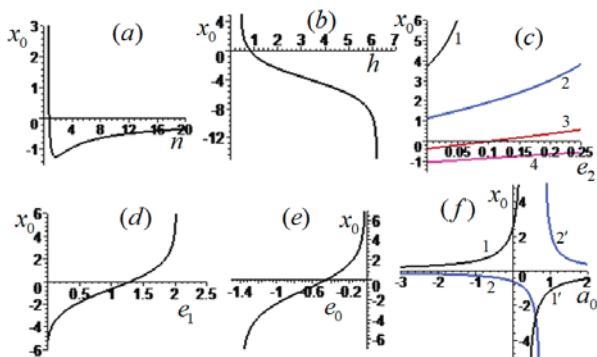 x₀
(a)
3
2
1
0
-1
4 8 12 16 20
n
x₀
(b)
4
0
-4
-8
-12
1 2 3 4 5 6 7
h
x₀
(c)
6
5
4
3
2
1
0
-1
1
2
3
4
0.05 0.1 0.15 0.2 0.25
e₂
x₀
(d)
6
4
2
0
-2
-4
-6
0.5 1 1.5 2 2.5
e₁
(e)
x₀
6
4
2
0
-2
-4
-6
-1.4 -1 -0.6 -0.2
e₀
(f)
x₀
4
2
-2
-4
1
2'
2
1'
-3 -2 -1 0 1 2
a₀